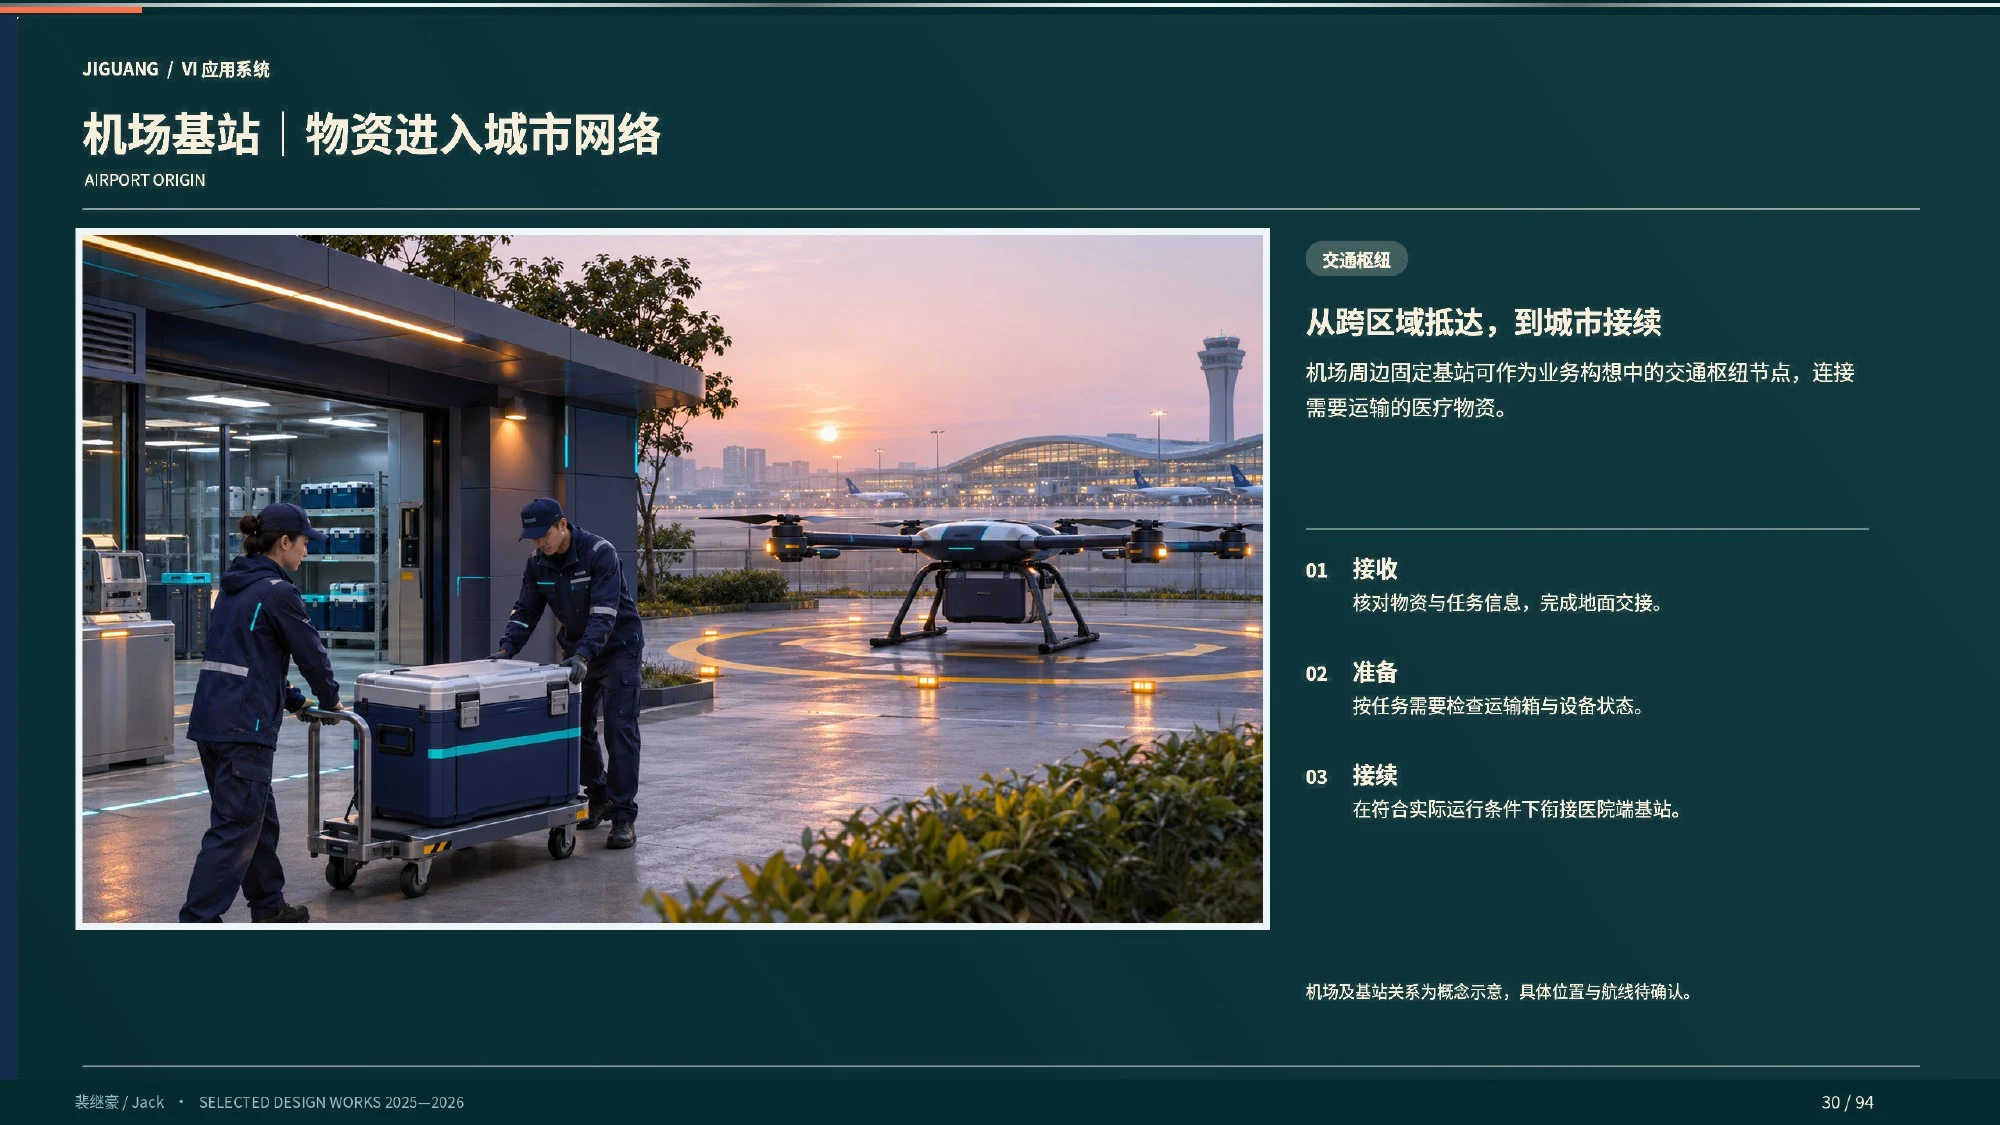 JIGUANG / VI 应用系统
机场基站｜物资进入城市网络
AIRPORT ORIGIN
交通枢纽
从跨区域抵达，到城市接续
机场周边固定基站可作为业务构想中的交通枢纽节点，连接
需要运输的医疗物资。
01 接收
核对物资与任务信息，完成地面交接。
02 准备
按任务需要检查运输箱与设备状态。
03 接续
在符合实际运行条件下衔接医院端基站。
机场及基站关系为概念示意，具体位置与航线待确认。
裴继豪 / Jack · SELECTED DESIGN WORKS 2025—2026
30 / 94